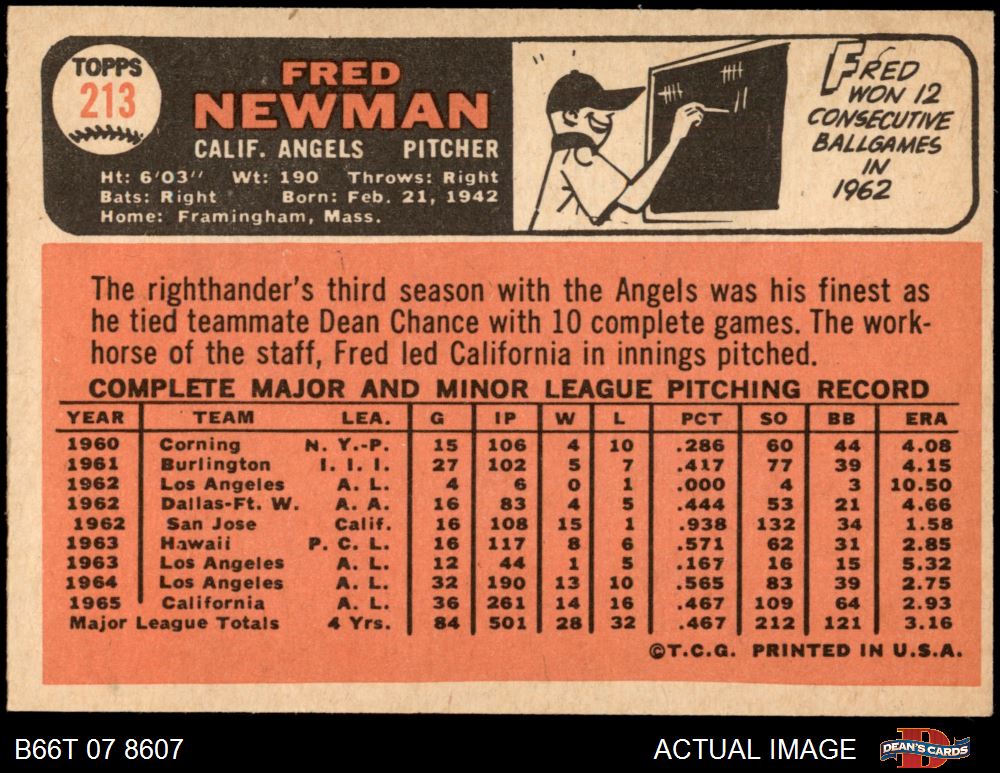 TOPPS
213
FRED
NEWMAN
CALIF. ANGELS PITCHER
Ht: 6'03" Wt: 190 Throws: Right
Bats: Right Born: Feb. 21, 1942
Home: Framingham, Mass.
FRED
WON 12
CONSECUTIVE
BALLGAMES
IN
1962
The righthander's third season with the Angels was his finest as
he tied teammate Dean Chance with 10 complete games. The work-
horse of the staff, Fred led California in innings pitched.
COMPLETE MAJOR AND MINOR LEAGUE PITCHING RECORD
YEAR TEAM LEA. G IP W L PCT SO BB ERA
1960 Corning N. Y.-P. 15 106 4 10 .286 60 44 4.08
1961 Burlington I. I. I. 27 102 5 7 .417 77 39 4.15
1962 Los Angeles A. L. 4 6 0 1 .000 4 3 10.50
1962 Dallas-Ft. W. A. A. 16 83 4 5 .444 53 21 4.66
1962 San Jose Calif. 16 108 15 1 .938 132 34 1.58
1963 Hawaii P. C. L. 16 117 8 6 .571 62 31 2.85
1963 Los Angeles A. L. 12 44 1 5 .167 16 15 5.32
1964 Los Angeles A. L. 32 190 13 10 .565 83 39 2.75
1965 California A. L. 36 261 14 16 .467 109 64 2.93
Major League Totals 4 Yrs. 84 501 28 32 .467 212 121 3.16
©T.C.G. PRINTED IN U.S.A.
B66T 07 8607 ACTUAL IMAGE DEAN'S CARDS